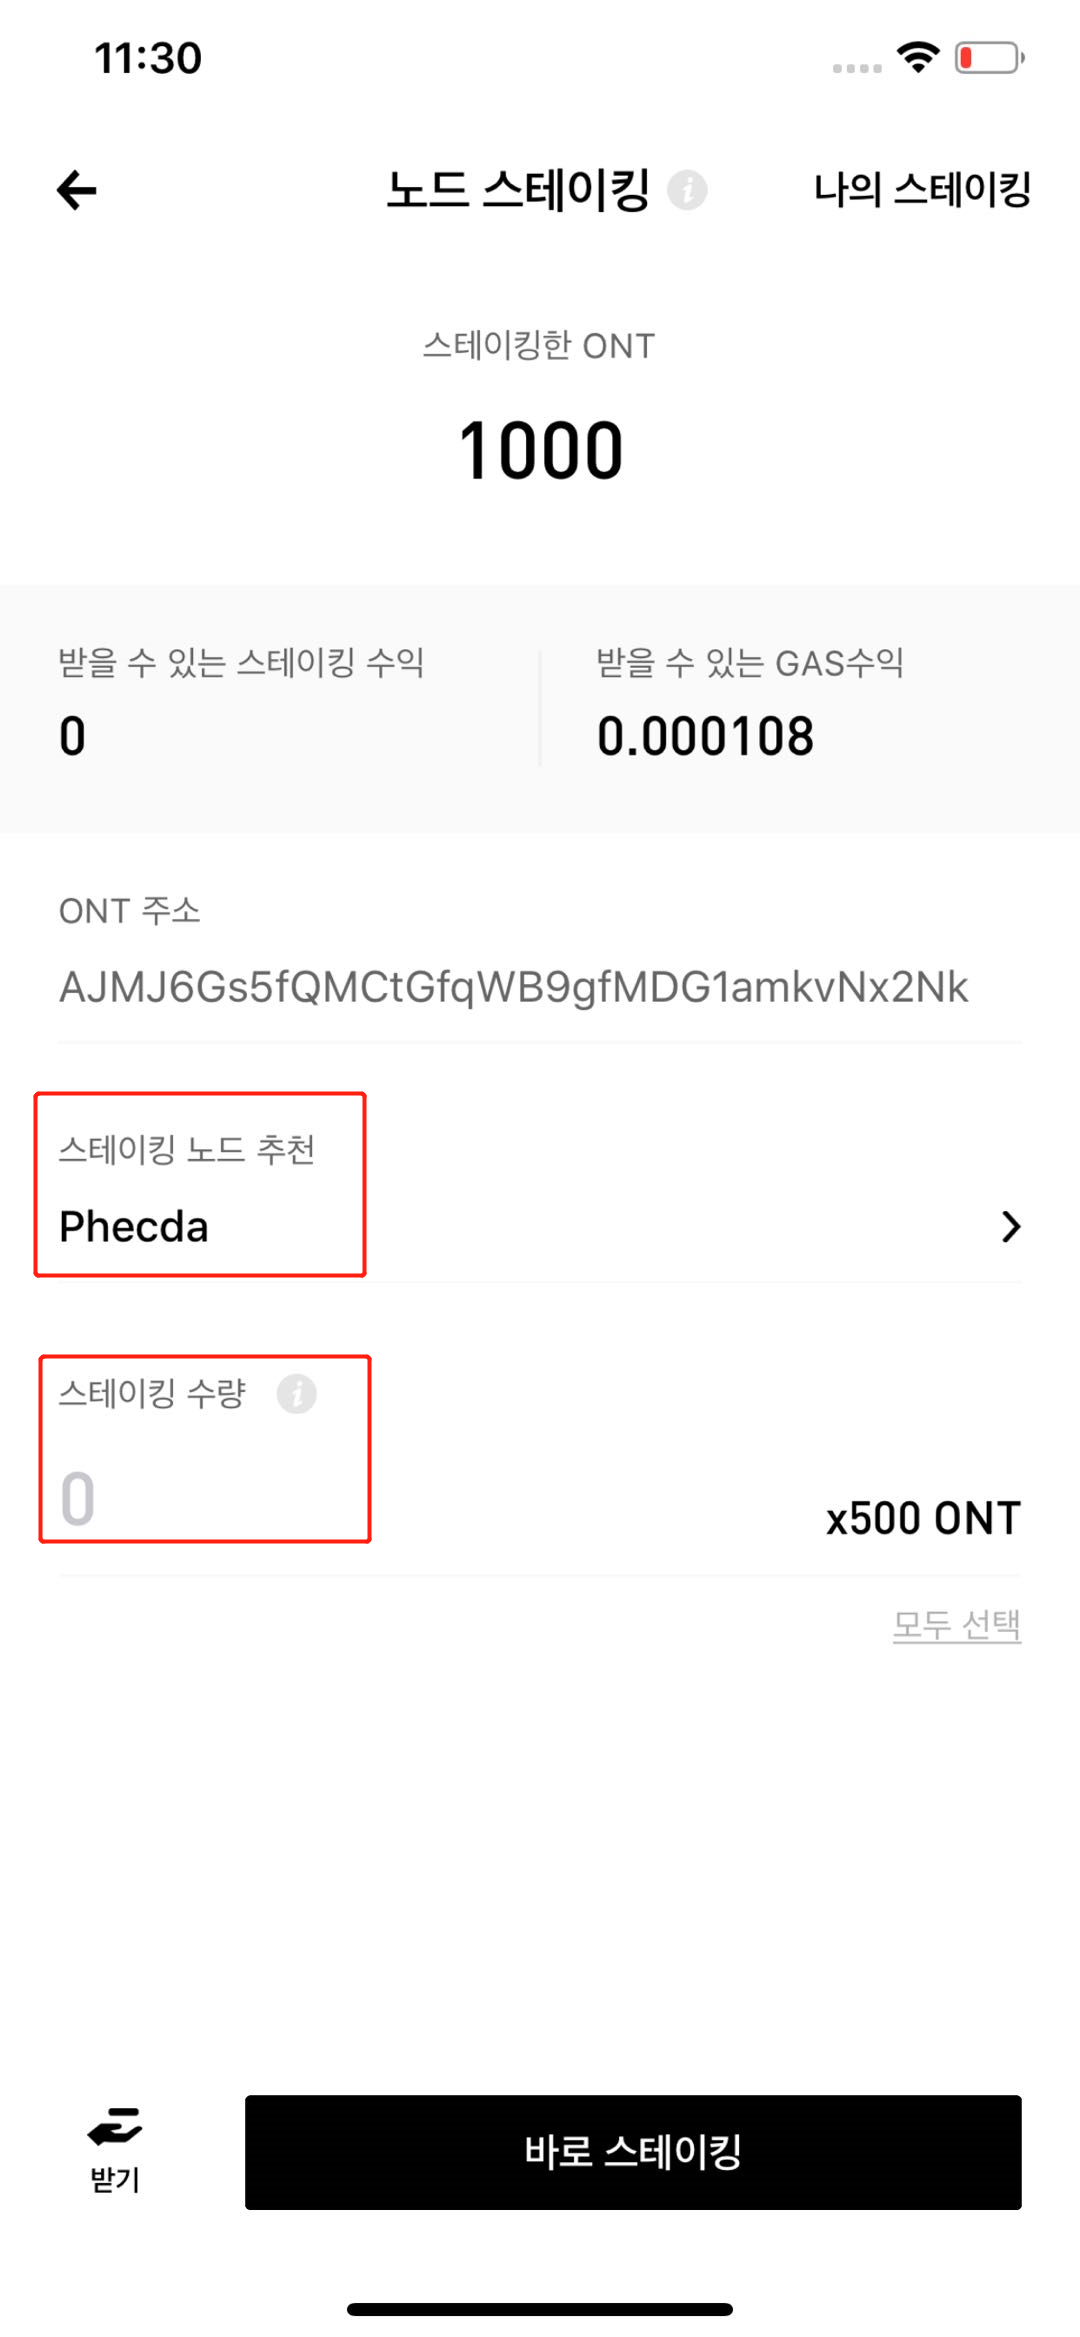 11:30
노드 스테이킹
나의 스테이킹
스테이킹한 ONT
1000
받을 수 있는 스테이킹 수익
0
받을 수 있는 GAS수익
0.000108
ONT 주소
AJMJ6Gs5fQMCtGfqWB9gfMDG1amkvNx2Nk
스테이킹 노드 추천
Phecda
스테이킹 수량
0
x500 ONT
모두 선택
받기
바로 스테이킹